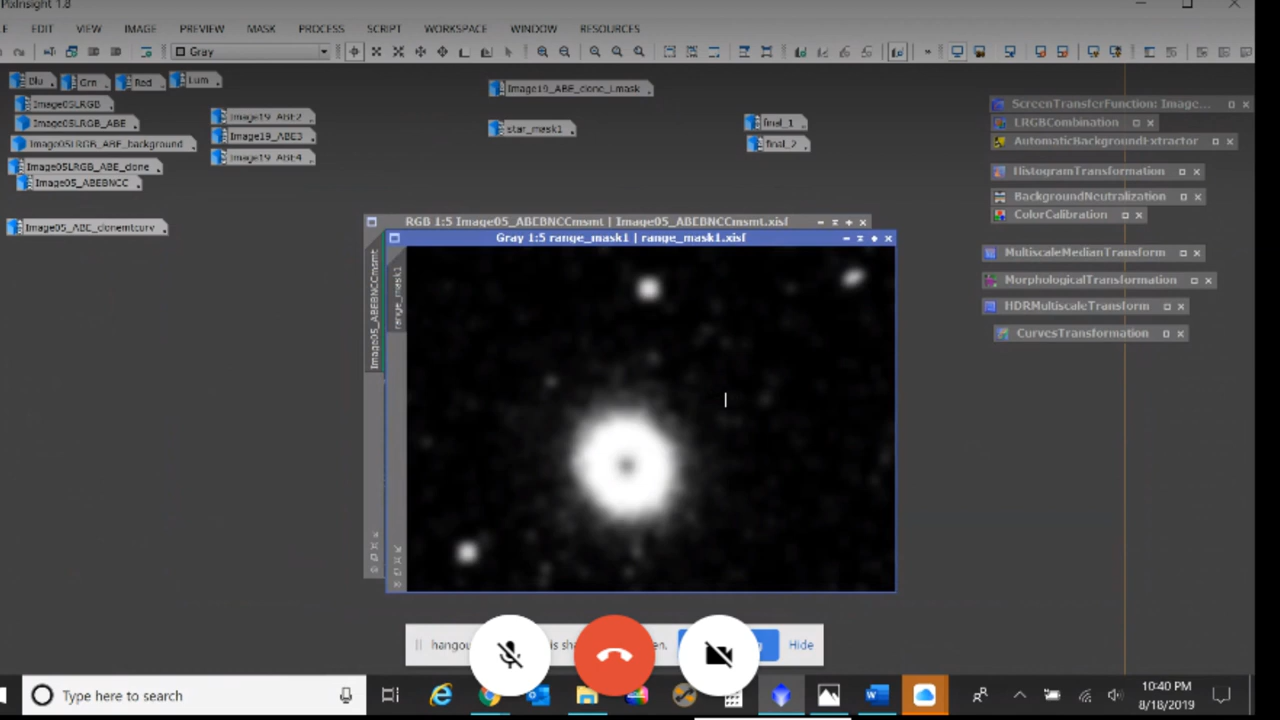 PixInsight 1.8
EDIT VIEW IMAGE PREVIEW MASK PROCESS SCRIPT WORKSPACE WINDOW RESOURCES
Gray
Blu Grn Red Lum
Image05LRGB
Image05LRGB_ABE
Image05LRGB_ABE_background
Image05LRGB_ABE_done
Image05_ABEBNCC
Image05_ABE_donemtcurv
Image19_ABE2
Image19_ABE3
Image19_ABE4
Image19_ABE_clone_Lmask
star_mask1
final_1
final_2
ScreenTransferFunction: Image...
LRGBCombination
AutomaticBackgroundExtractor
HistogramTransformation
BackgroundNeutralization
ColorCalibration
MultiscaleMedianTransform
MorphologicalTransformation
HDRMultiscaleTransform
CurvesTransformation
RGB 1:5 Image05_ABEBNCCmsmt | Image05_ABEBNCCmsmt.xisf
Gray 1:5 range_mask1 | range_mask1.xisf
Image05_ABEBNCCmsmt
range_mask1
Hide
Type here to search
10:40 PM
8/18/2019